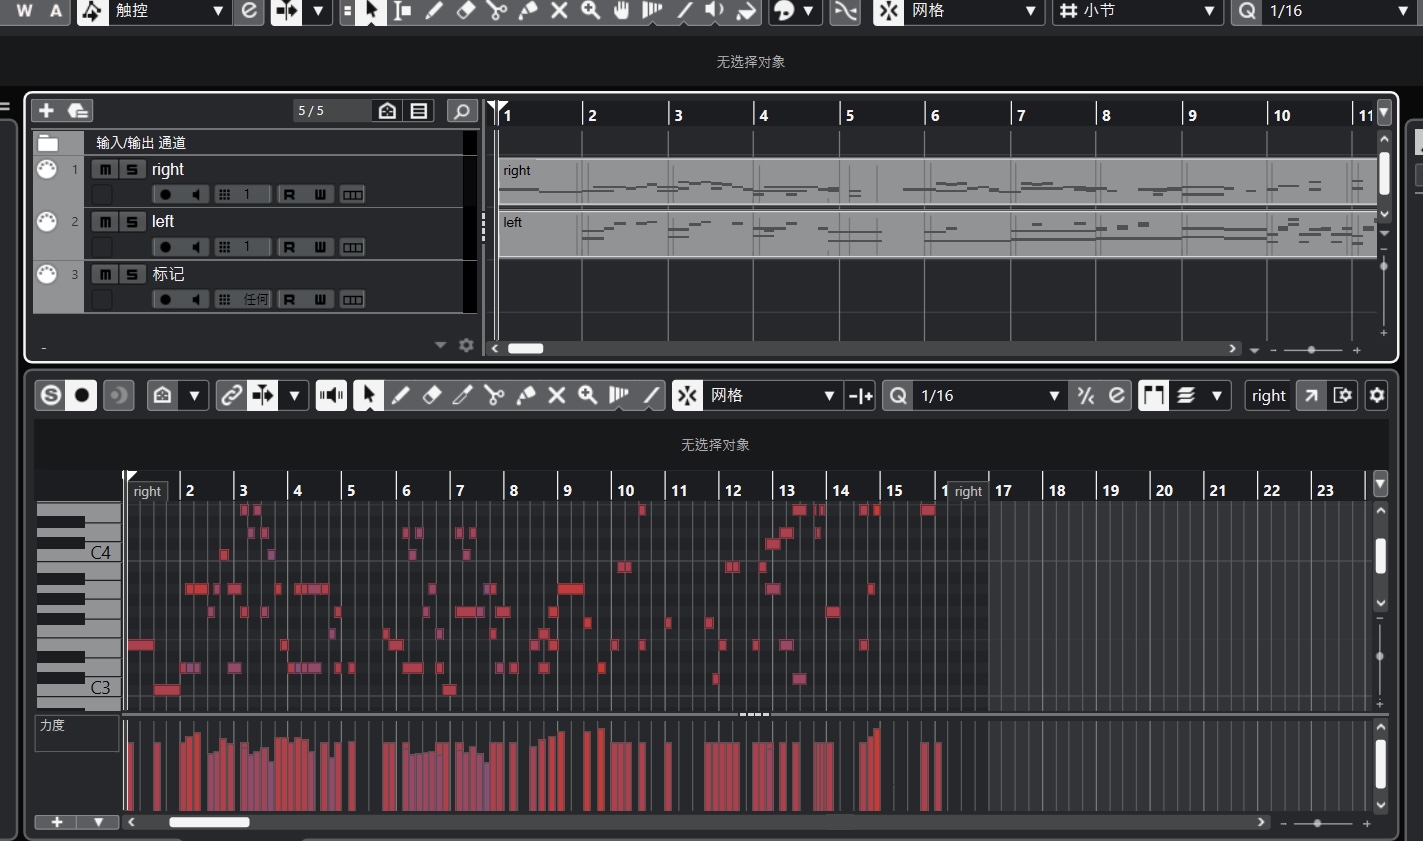 W A 触控 网格 小节 Q 1/16
无选择对象
5 / 5
1 2 3 4 5 6 7 8 9 10 11
输入/输出 通道
1 m S right
1 R W
right
2 m S left
1 R W
left
3 m S 标记
任何 R W
-
S 网格 Q 1/16 right
无选择对象
right 2 3 4 5 6 7 8 9 10 11 12 13 14 15 1 right 17 18 19 20 21 22 23
C4
C3
力度